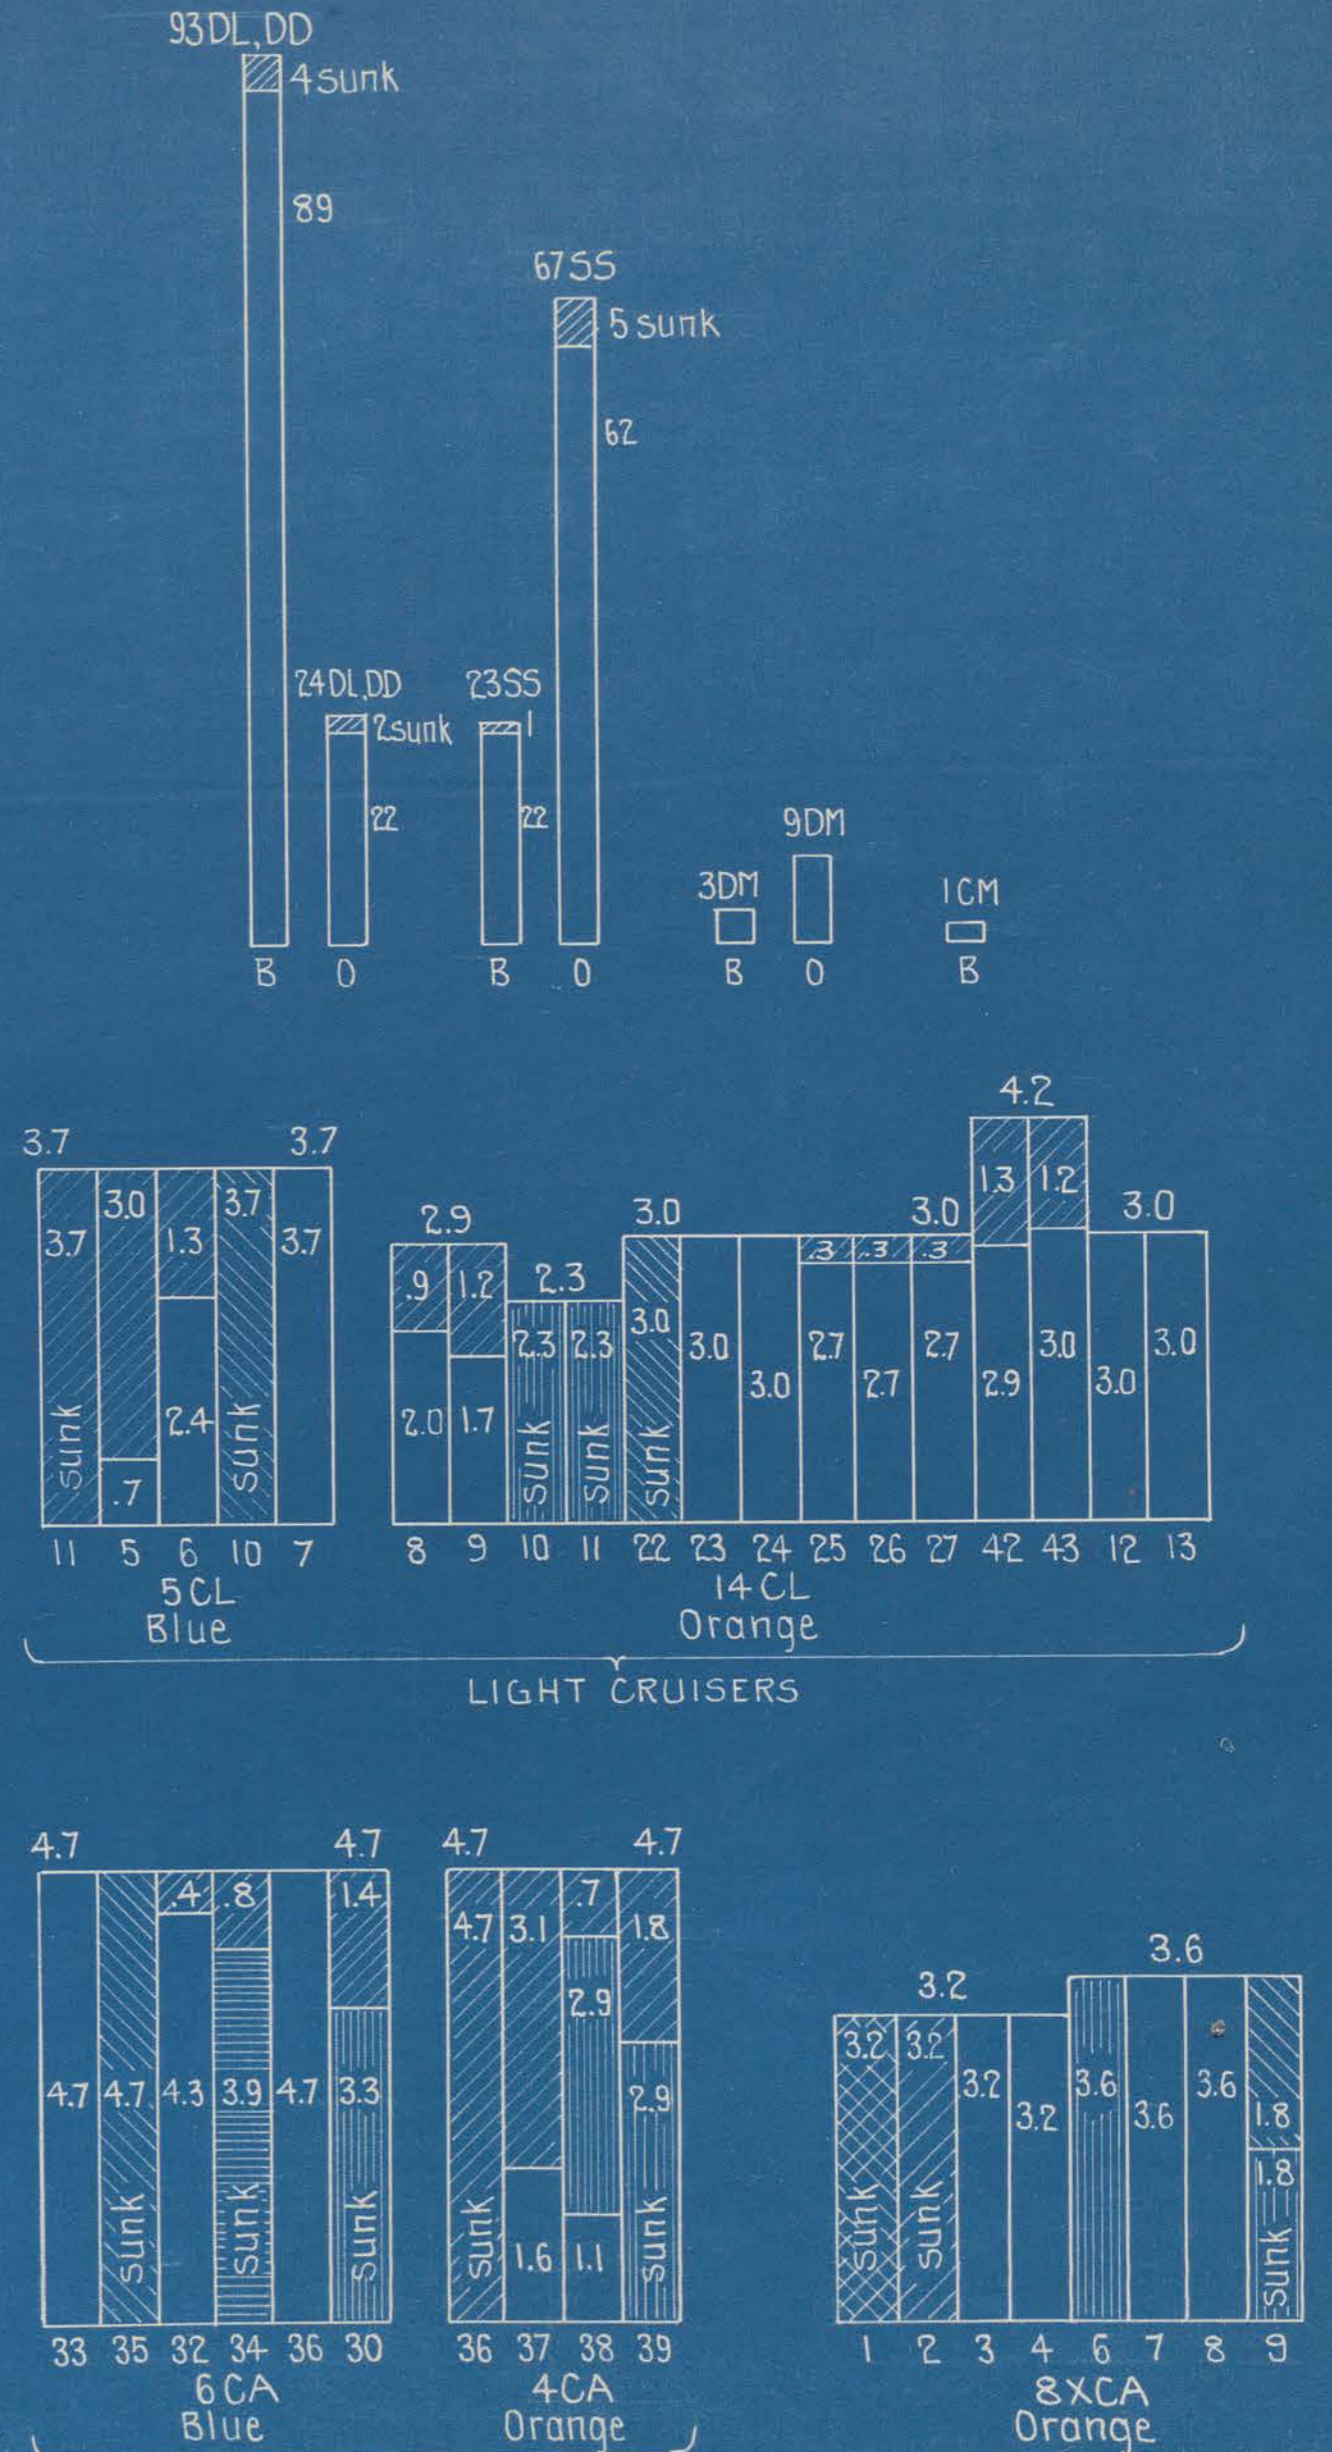 93DL,DD
4 sunk
89
67SS
5 sunk
62
24DL,DD
2 sunk
22
23SS
1
22
9DM
3DM
1CM
B O B O B O B
3.7 3.7
3.7 3.0 1.3 3.7 3.7
2.4
.7
sunk sunk
11 5 6 10 7
5CL
Blue
4.2
2.9 2.3 3.0 3.0 3.0
.9 1.2 2.3 2.3 3.0 .3 .3 .3 1.3 1.2
2.0 1.7 3.0 3.0 2.7 2.7 2.7 2.9 3.0 3.0 3.0
sunk sunk sunk
8 9 10 11 22 23 24 25 26 27 42 43 12 13
14CL
Orange
LIGHT CRUISERS
4.7 4.7
.4 .8 1.4
4.7 4.7 4.3 3.9 4.7 3.3
sunk sunk sunk
33 35 32 34 36 30
6CA
Blue
4.7 4.7
4.7 3.1 .7 1.8
2.9 2.9
1.6 1.1
sunk sunk
36 37 38 39
4CA
Orange
3.2 3.6
3.2 3.2 3.2 3.2 3.6 3.6 3.6 1.8
1.8
sunk sunk sunk
1 2 3 4 6 7 8 9
8XCA
Orange